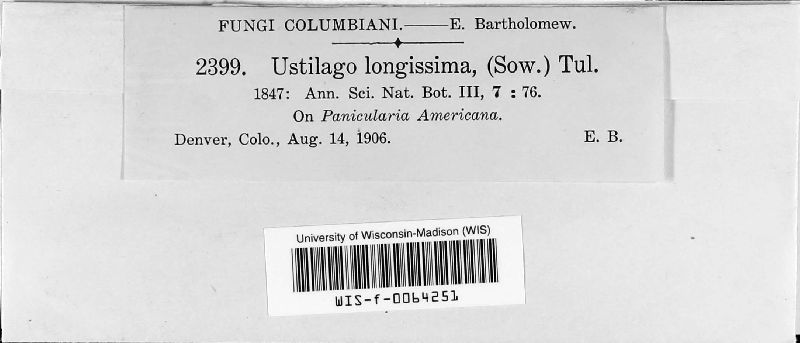 FUNGI COLUMBIANI.——E. Bartholomew.
2399. Ustilago longissima, (Sow.) Tul.
1847: Ann. Sci. Nat. Bot. III, 7 : 76.
On Panicularia Americana.
Denver, Colo., Aug. 14, 1906. E. B.
University of Wisconsin-Madison (WIS)
WIS-f-0064251